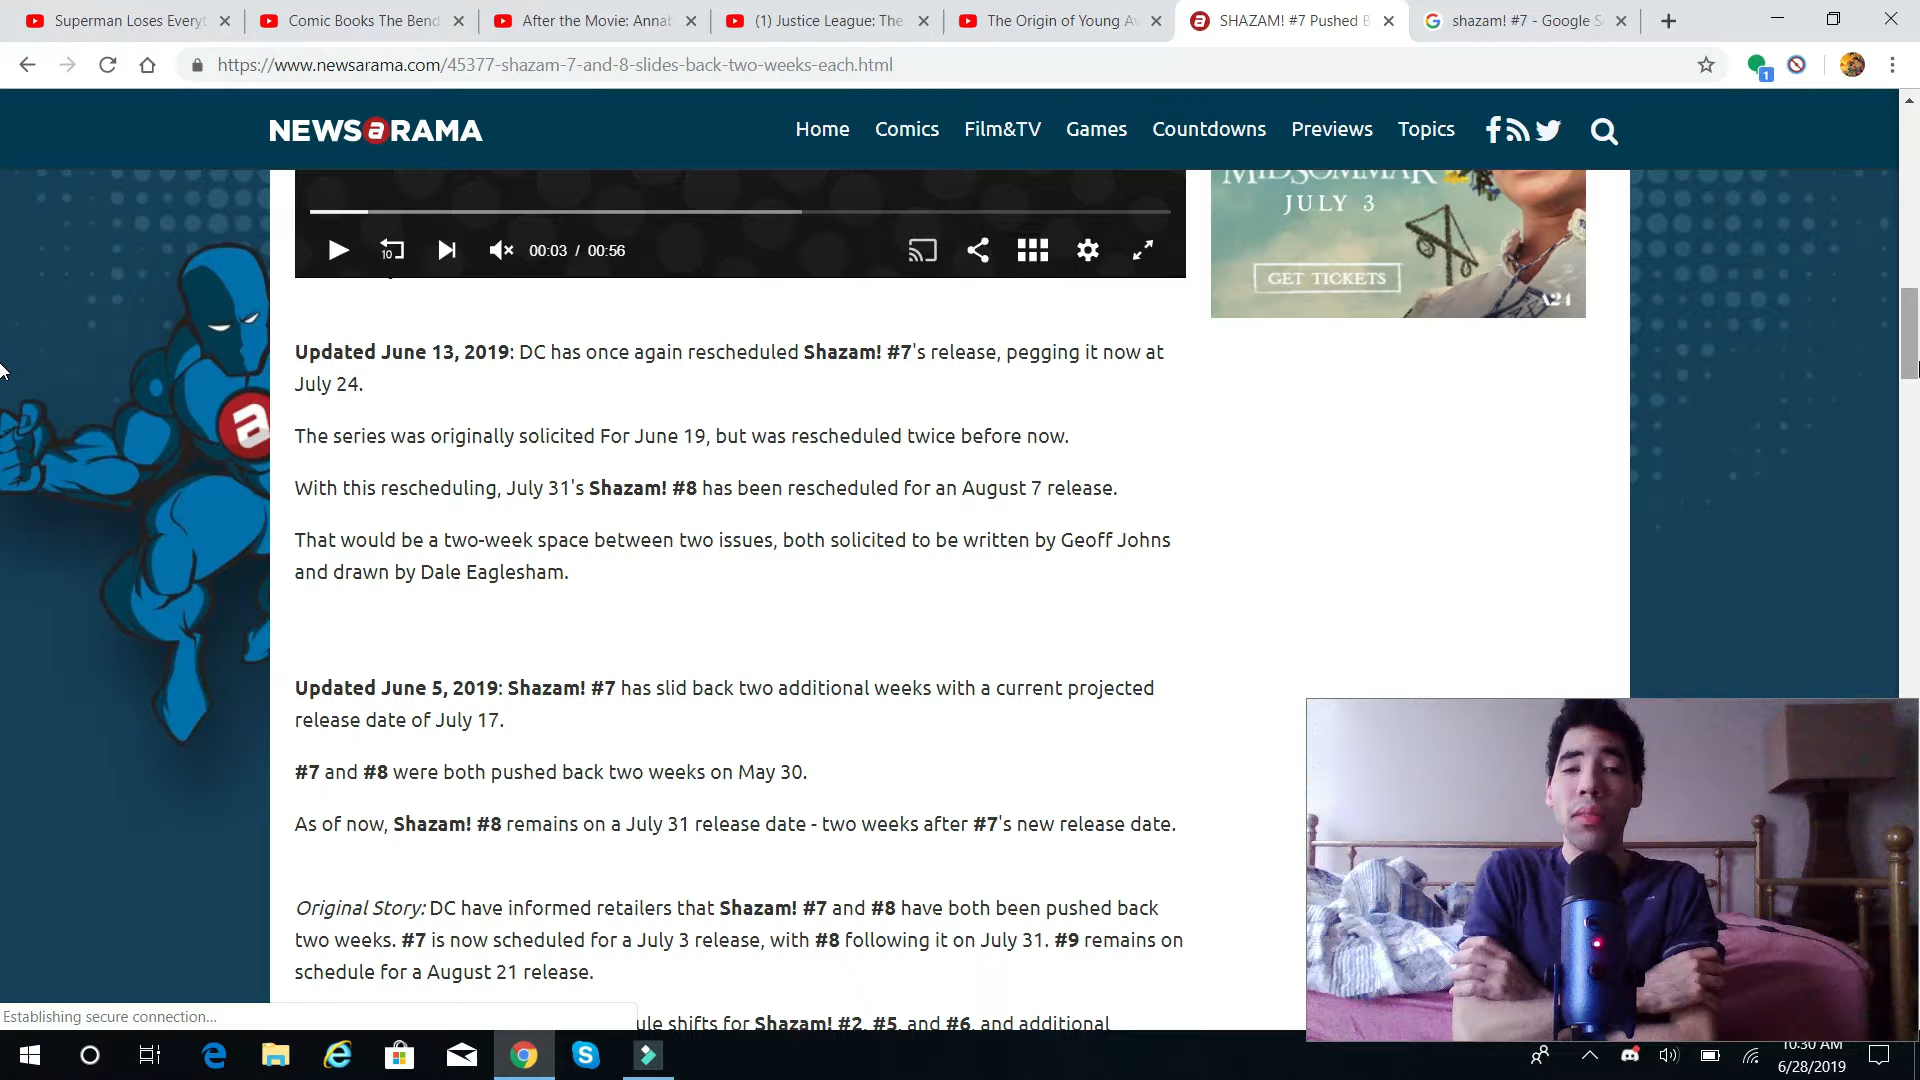 Superman Loses Everyt
Comic Books The Bend
After the Movie: Annab
(1) Justice League: The
The Origin of Young Av
SHAZAM! #7 Pushed B
shazam! #7 - Google S
https://www.newsarama.com/45377-shazam-7-and-8-slides-back-two-weeks-each.html
1
NEWSaRAMA
Home
Comics
Film&TV
Games
Countdowns
Previews
Topics
MIDSOMMAR
JULY 3
GET TICKETS
A24
10
00:03 / 00:56
Updated June 13, 2019: DC has once again rescheduled Shazam! #7's release, pegging it now at
July 24.
The series was originally solicited For June 19, but was rescheduled twice before now.
With this rescheduling, July 31's Shazam! #8 has been rescheduled for an August 7 release.
That would be a two-week space between two issues, both solicited to be written by Geoff Johns
and drawn by Dale Eaglesham.
a
Updated June 5, 2019: Shazam! #7 has slid back two additional weeks with a current projected
release date of July 17.
#7 and #8 were both pushed back two weeks on May 30.
As of now, Shazam! #8 remains on a July 31 release date - two weeks after #7's new release date.
Original Story: DC have informed retailers that Shazam! #7 and #8 have both been pushed back
two weeks. #7 is now scheduled for a July 3 release, with #8 following it on July 31. #9 remains on
schedule for a August 21 release.
Establishing secure connection...
ule shifts for Shazam! #2, #5, and #6, and additional
10:30 AM
6/28/2019